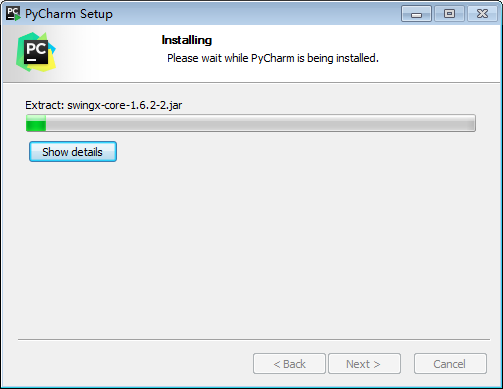 PC PyCharm Setup
PC
Installing
Please wait while PyCharm is being installed.
Extract: swingx-core-1.6.2-2.jar
Show details
< Back
Next >
Cancel